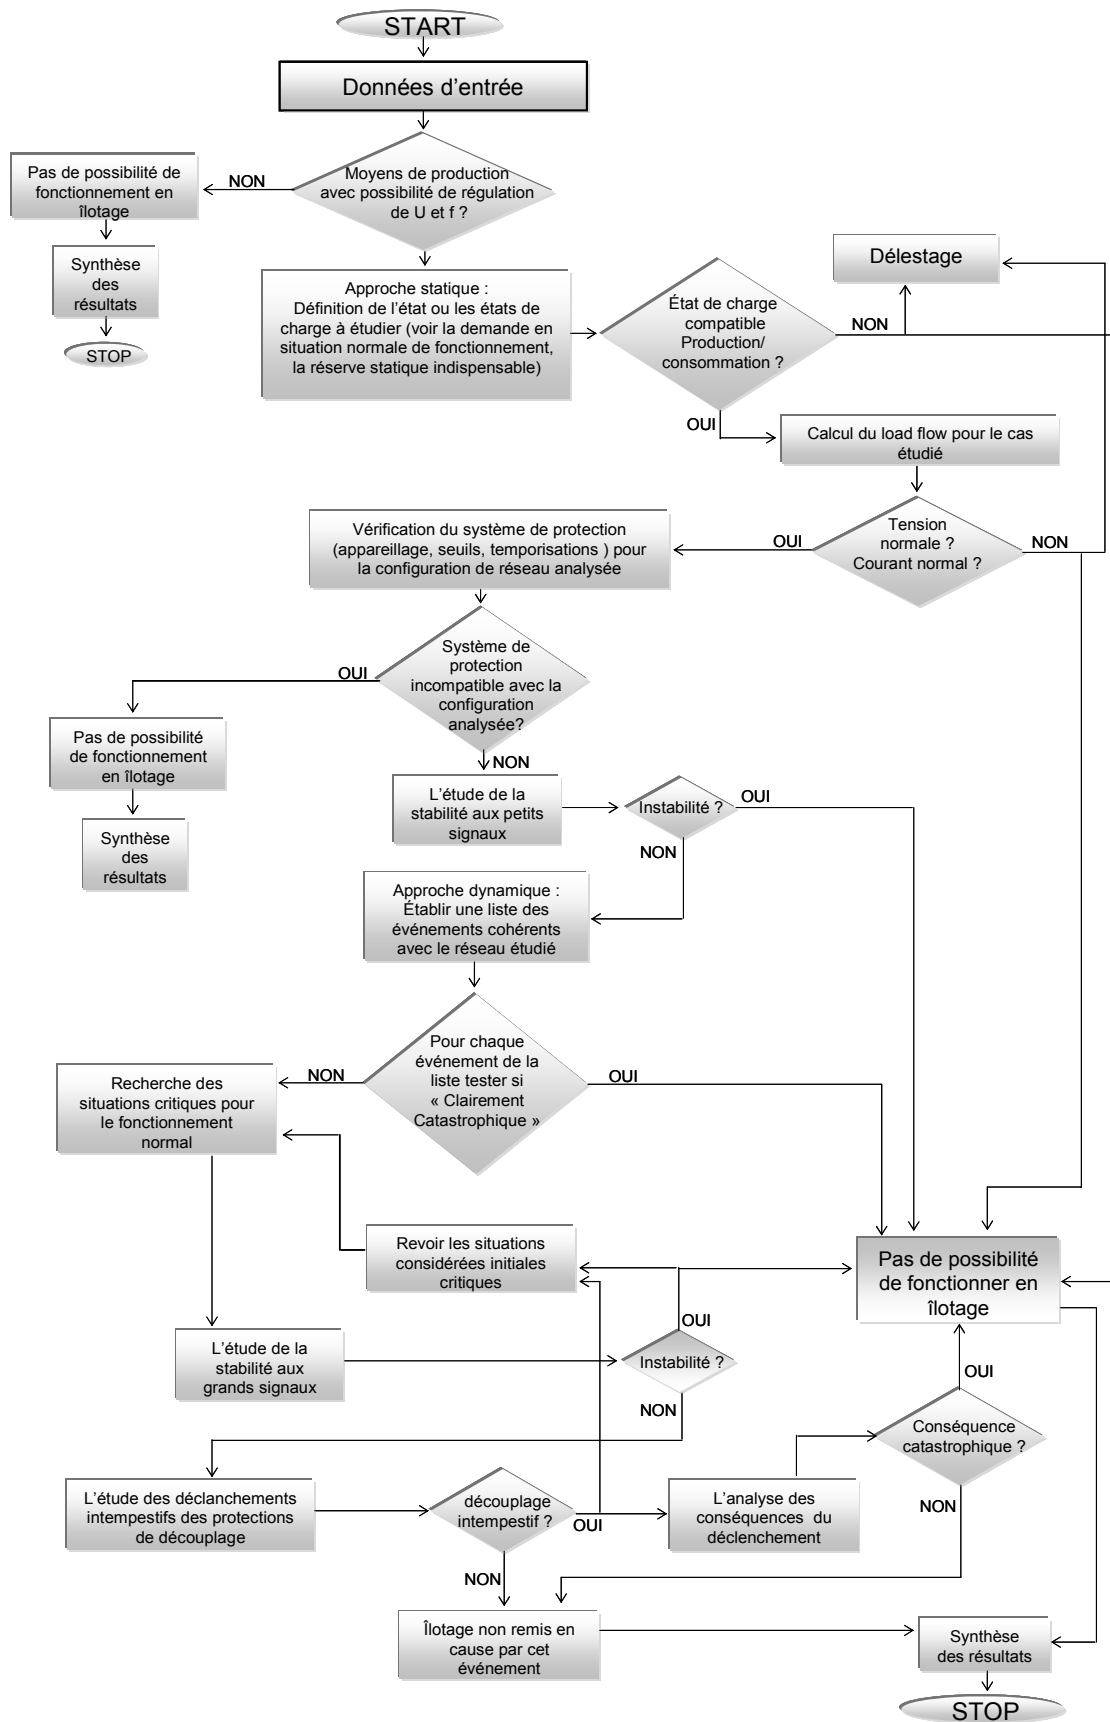 START
Données d'entrée
Moyens de production
avec possibilité de régulation
de U et f ?
NON
Pas de possibilité de
fonctionnement en
îlotage
Synthèse
des
résultats
STOP
Approche statique :
Définition de l'état ou les états de
charge à étudier (voir la demande en
situation normale de fonctionnement,
la réserve statique indispensable)
État de charge
compatible
Production/
consommation ?
NON
Délestage
OUI
Calcul du load flow pour le cas
étudié
Tension
normale ?
Courant normal ?
NON
OUI
Vérification du système de protection
(appareillage, seuils, temporisations ) pour
la configuration de réseau analysée
Système de
protection
incompatible avec la
configuration
analysée?
OUI
Pas de possibilité
de fonctionnement
en îlotage
Synthèse
des
résultats
NON
L'étude de la
stabilité aux petits
signaux
Instabilité ?
OUI
NON
Approche dynamique :
Établir une liste des
événements cohérents
avec le réseau étudié
Pour chaque
événement de la
liste tester si
« Clairement
Catastrophique »
NON
OUI
Recherche des
situations critiques pour
le fonctionnement
normal
Revoir les situations
considérées initiales
critiques
Pas de possibilité
de fonctionner en
îlotage
L'étude de la
stabilité aux
grands signaux
OUI
Instabilité ?
NON
OUI
Conséquence
catastrophique ?
NON
L'étude des déclanchements
intempestifs des protections
de découplage
découplage
intempestif ?
OUI
L'analyse des
conséquences du
déclenchement
NON
Îlotage non remis en
cause par cet
événement
Synthèse
des résultats
STOP